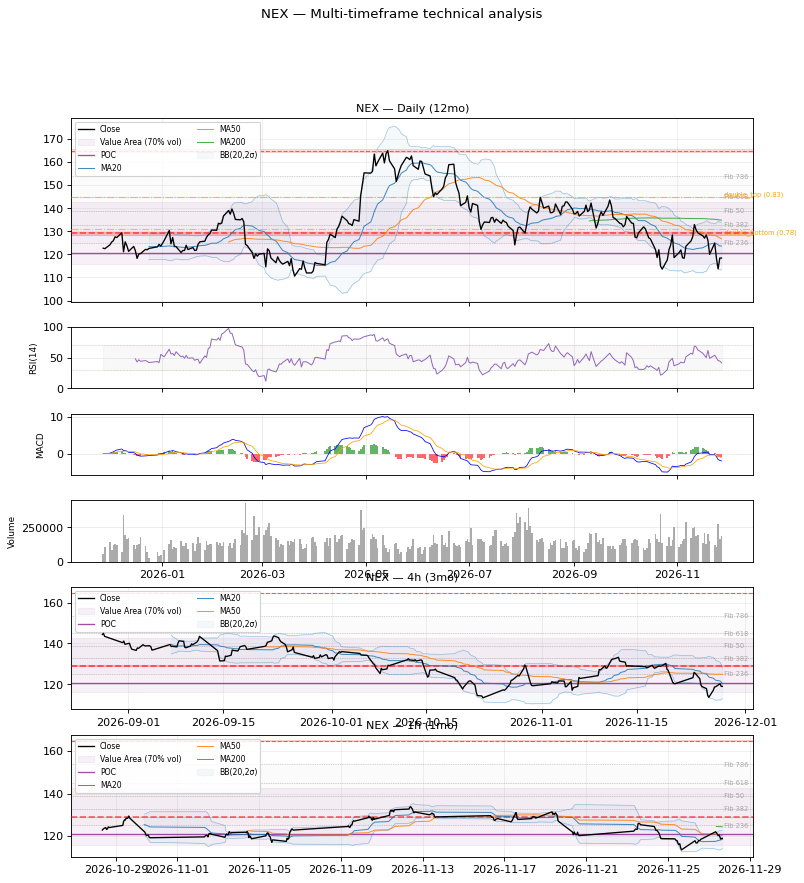 NEX — Multi-timeframe technical analysis
NEX — Daily (12mo)
Close
Value Area (70% vol)
POC
MA20
MA50
MA200
BB(20,2σ)
170
160
150
140
130
120
110
100
Fib 786
double_top (0.83)
Fib 50
Fib 382
bottom (0.78)
Fib 236
RSI(14)
100
50
0
MACD
10
0
Volume
250000
0
2026-01
2026-03
2026-05
2026-07
2026-09
2026-11
NEX — 4h (3mo)
Close
Value Area (70% vol)
POC
MA20
MA50
BB(20,2σ)
160
140
120
Fib 786
Fib 618
Fib 50
Fib 382
Fib 236
2026-09-01
2026-09-15
2026-10-01
2026-10-15
2026-11-01
2026-11-15
2026-12-01
NEX — 1h (1mo)
Close
Value Area (70% vol)
POC
MA20
MA50
MA200
BB(20,2σ)
160
140
120
Fib 786
Fib 618
Fib 50
Fib 382
Fib 236
2026-10-29
2026-11-01
2026-11-05
2026-11-09
2026-11-13
2026-11-17
2026-11-21
2026-11-25
2026-11-29